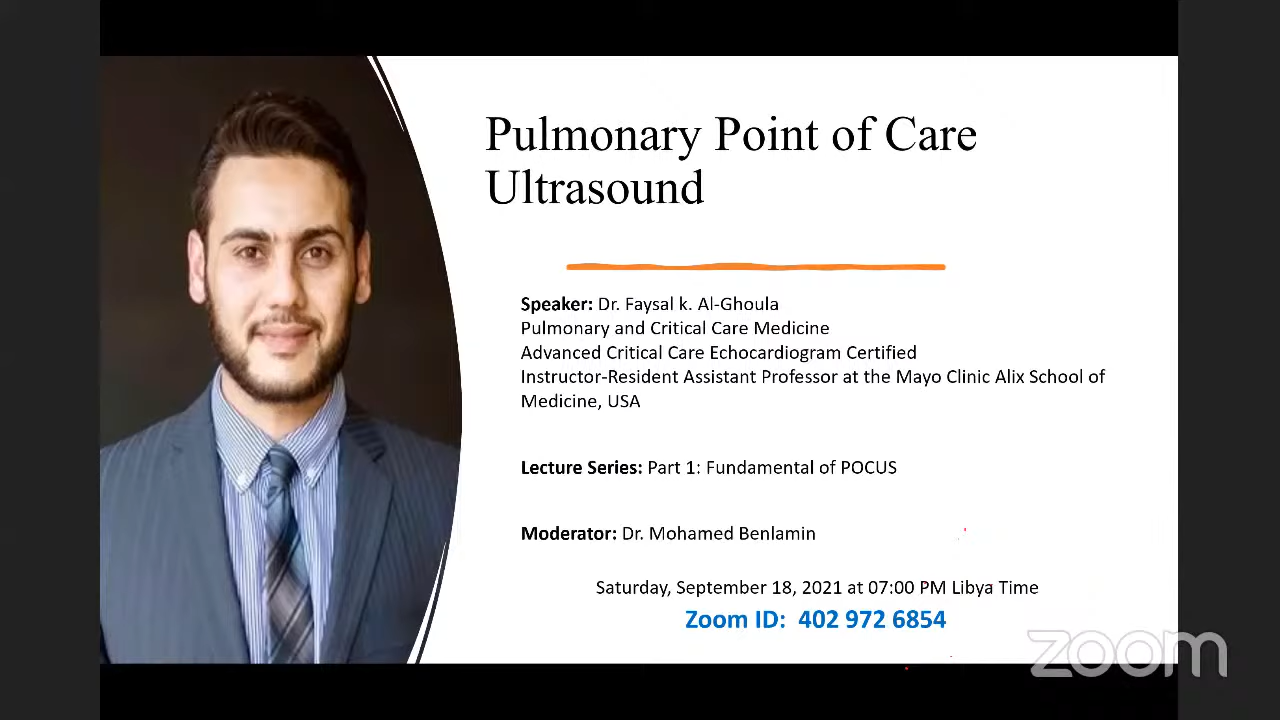 Pulmonary Point of Care
Ultrasound
Speaker: Dr. Faysal k. Al-Ghoula
Pulmonary and Critical Care Medicine
Advanced Critical Care Echocardiogram Certified
Instructor-Resident Assistant Professor at the Mayo Clinic Alix School of
Medicine, USA
Lecture Series: Part 1: Fundamental of POCUS
Moderator: Dr. Mohamed Benlamin
Saturday, September 18, 2021 at 07:00 PM Libya Time
Zoom ID: 402 972 6854
zoom